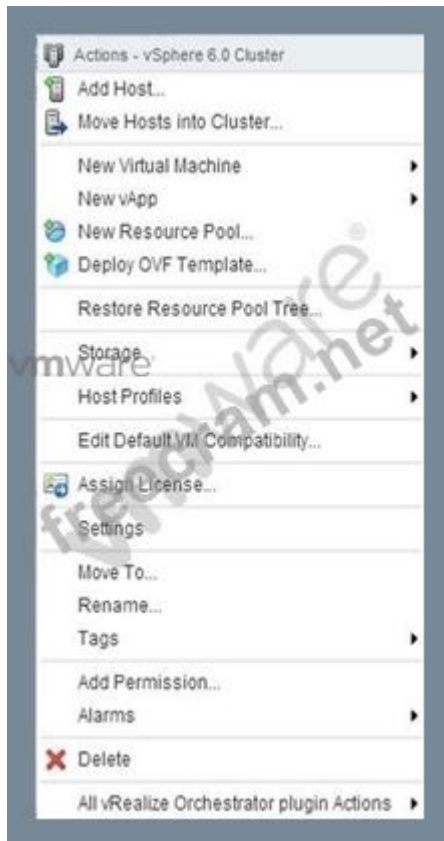 Actions - vSphere 6.0 Cluster
Add Host...
Move Hosts into Cluster...
New Virtual Machine
New vApp
New Resource Pool...
Deploy OVF Template...
Restore Resource Pool Tree...
Storage
vmware
Host Profiles
Edit Default VM Compatibility...
Assign License...
Settings
Move To...
Rename...
Tags
Add Permission...
Alarms
Delete
All vRealize Orchestrator plugin Actions
vmware®
freecram.net